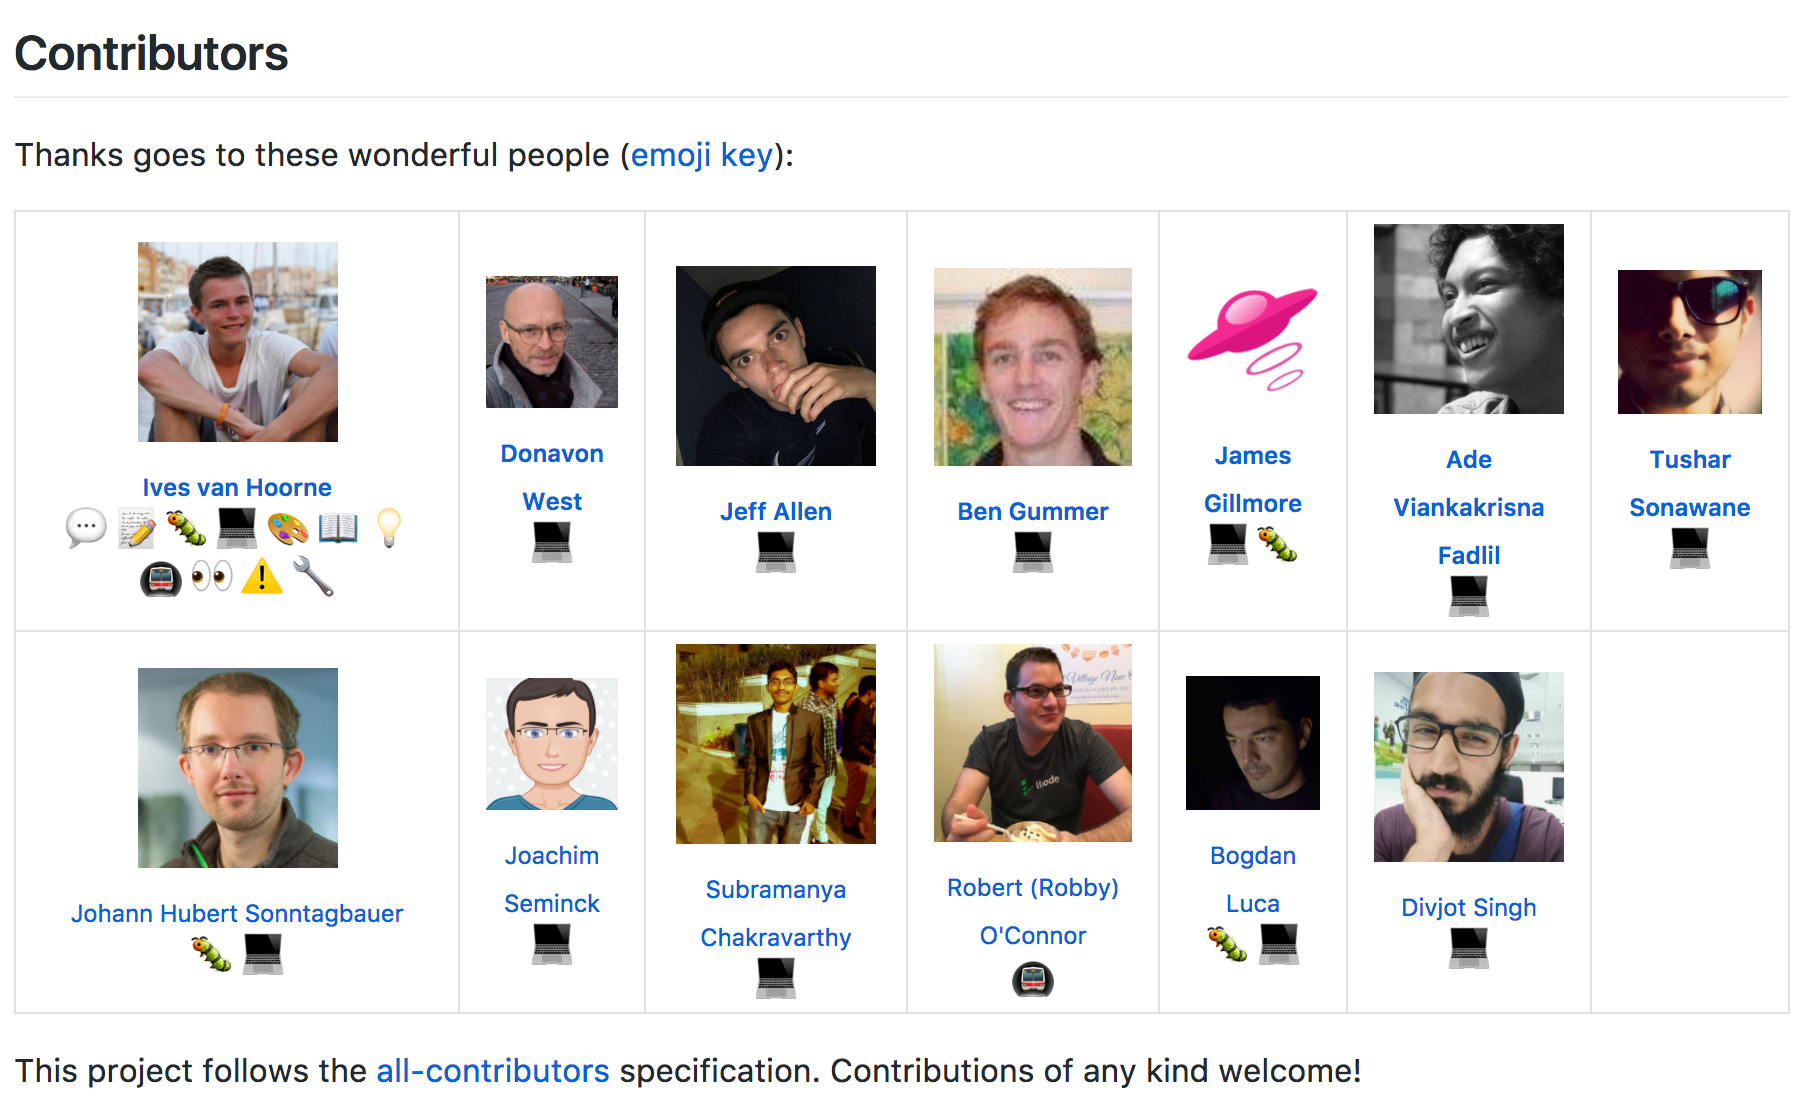 Contributors
Thanks goes to these wonderful people (emoji key):
Ives van Hoorne
Donavon
West
Jeff Allen
Ben Gummer
James
Gillmore
Ade
Viankakrisna
Fadlil
Tushar
Sonawane
Johann Hubert Sonntagbauer
Joachim
Seminck
Subramanya
Chakravarthy
Village New
Robert (Robby)
O'Connor
Bogdan
Luca
Divjot Singh
This project follows the all-contributors specification. Contributions of any kind welcome!